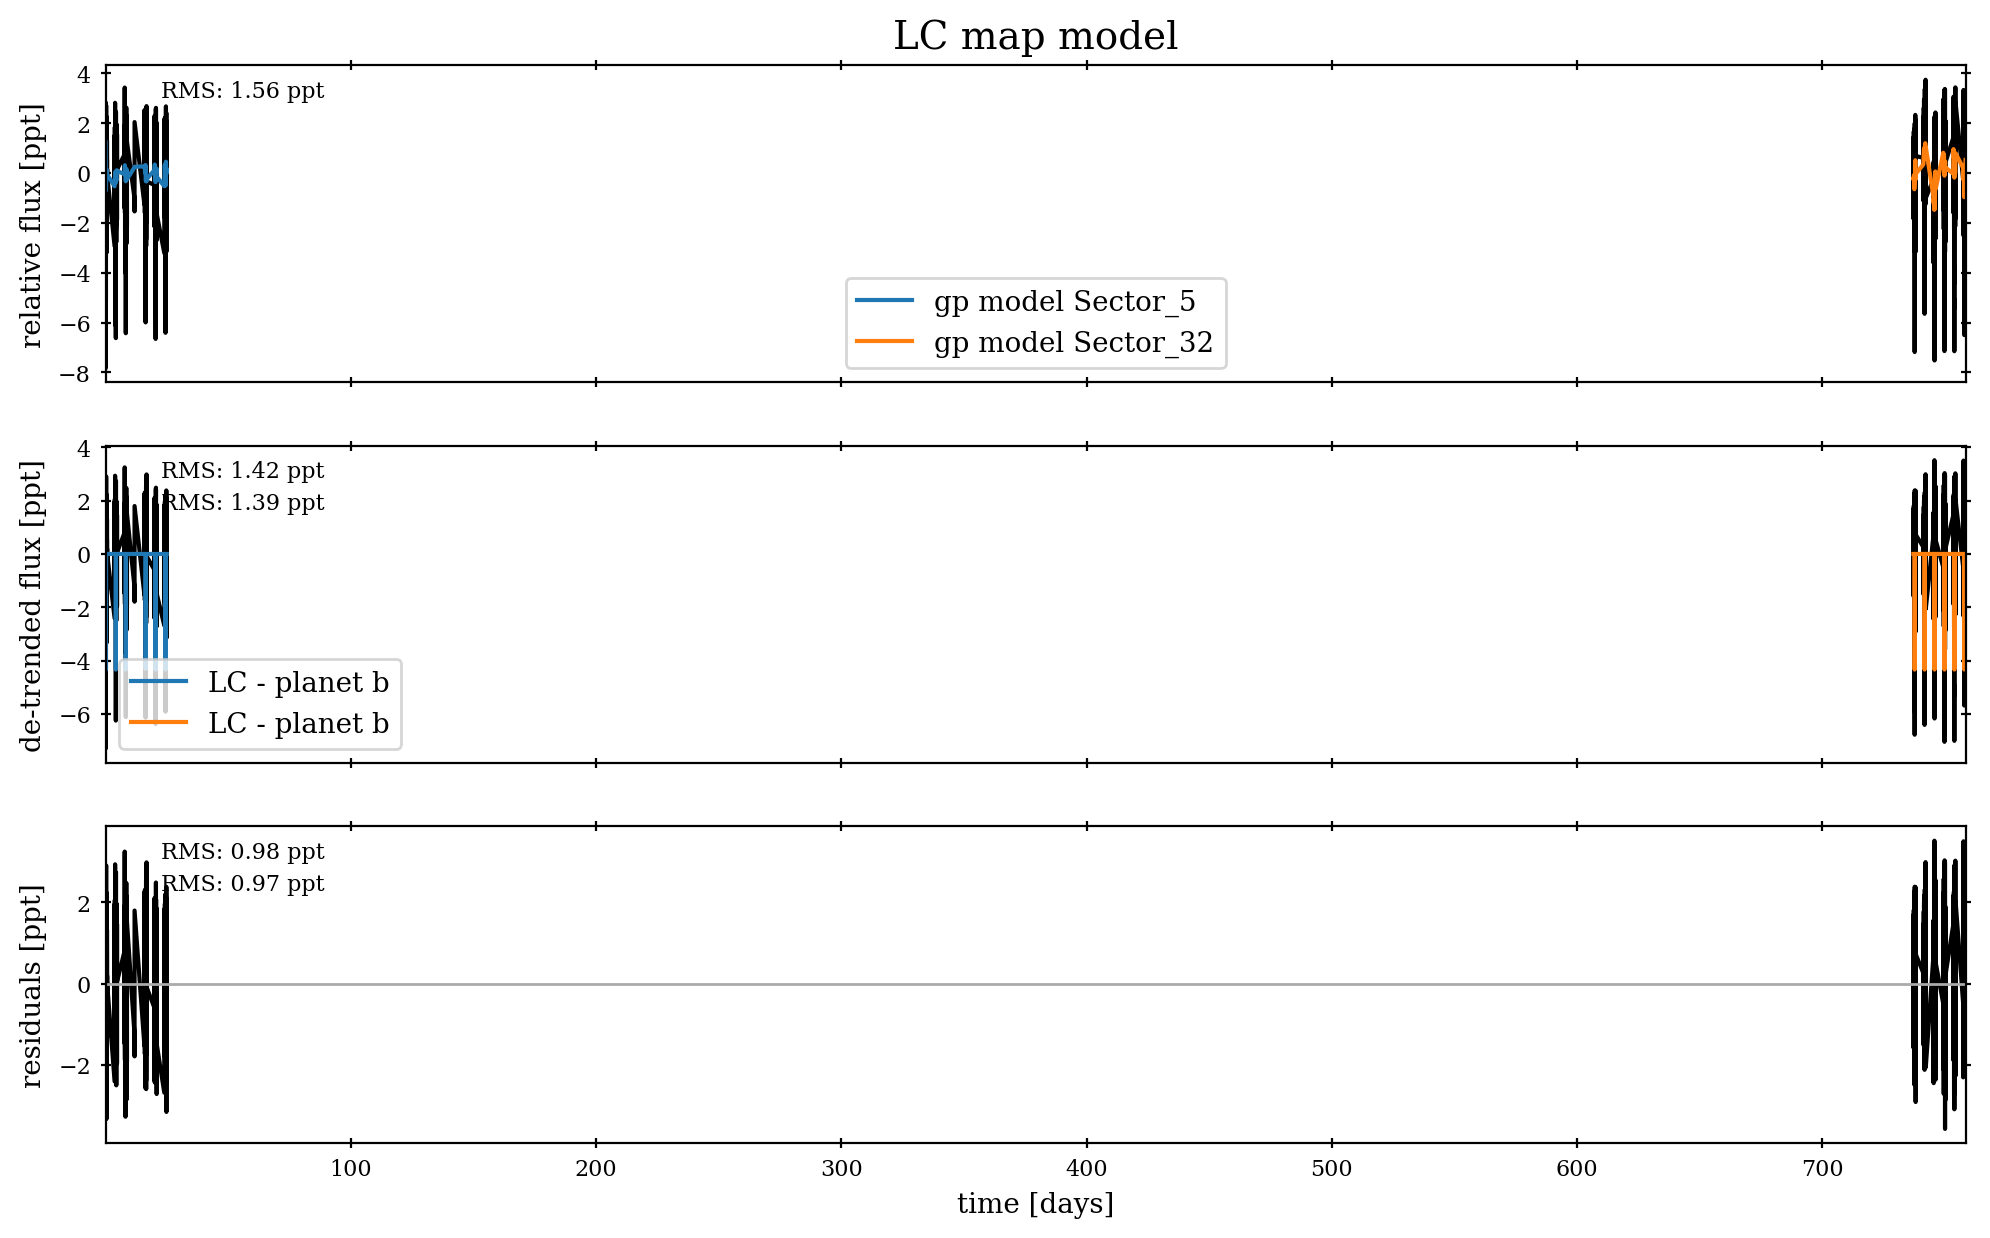 LC map model
relative flux [ppt]
4
2
0
−2
−4
−6
−8
RMS: 1.56 ppt
gp model Sector_5
gp model Sector_32
de-trended flux [ppt]
4
2
0
−2
−4
−6
RMS: 1.42 ppt
RMS: 1.39 ppt
LC - planet b
LC - planet b
residuals [ppt]
2
0
−2
RMS: 0.98 ppt
RMS: 0.97 ppt
100 200 300 400 500 600 700
time [days]